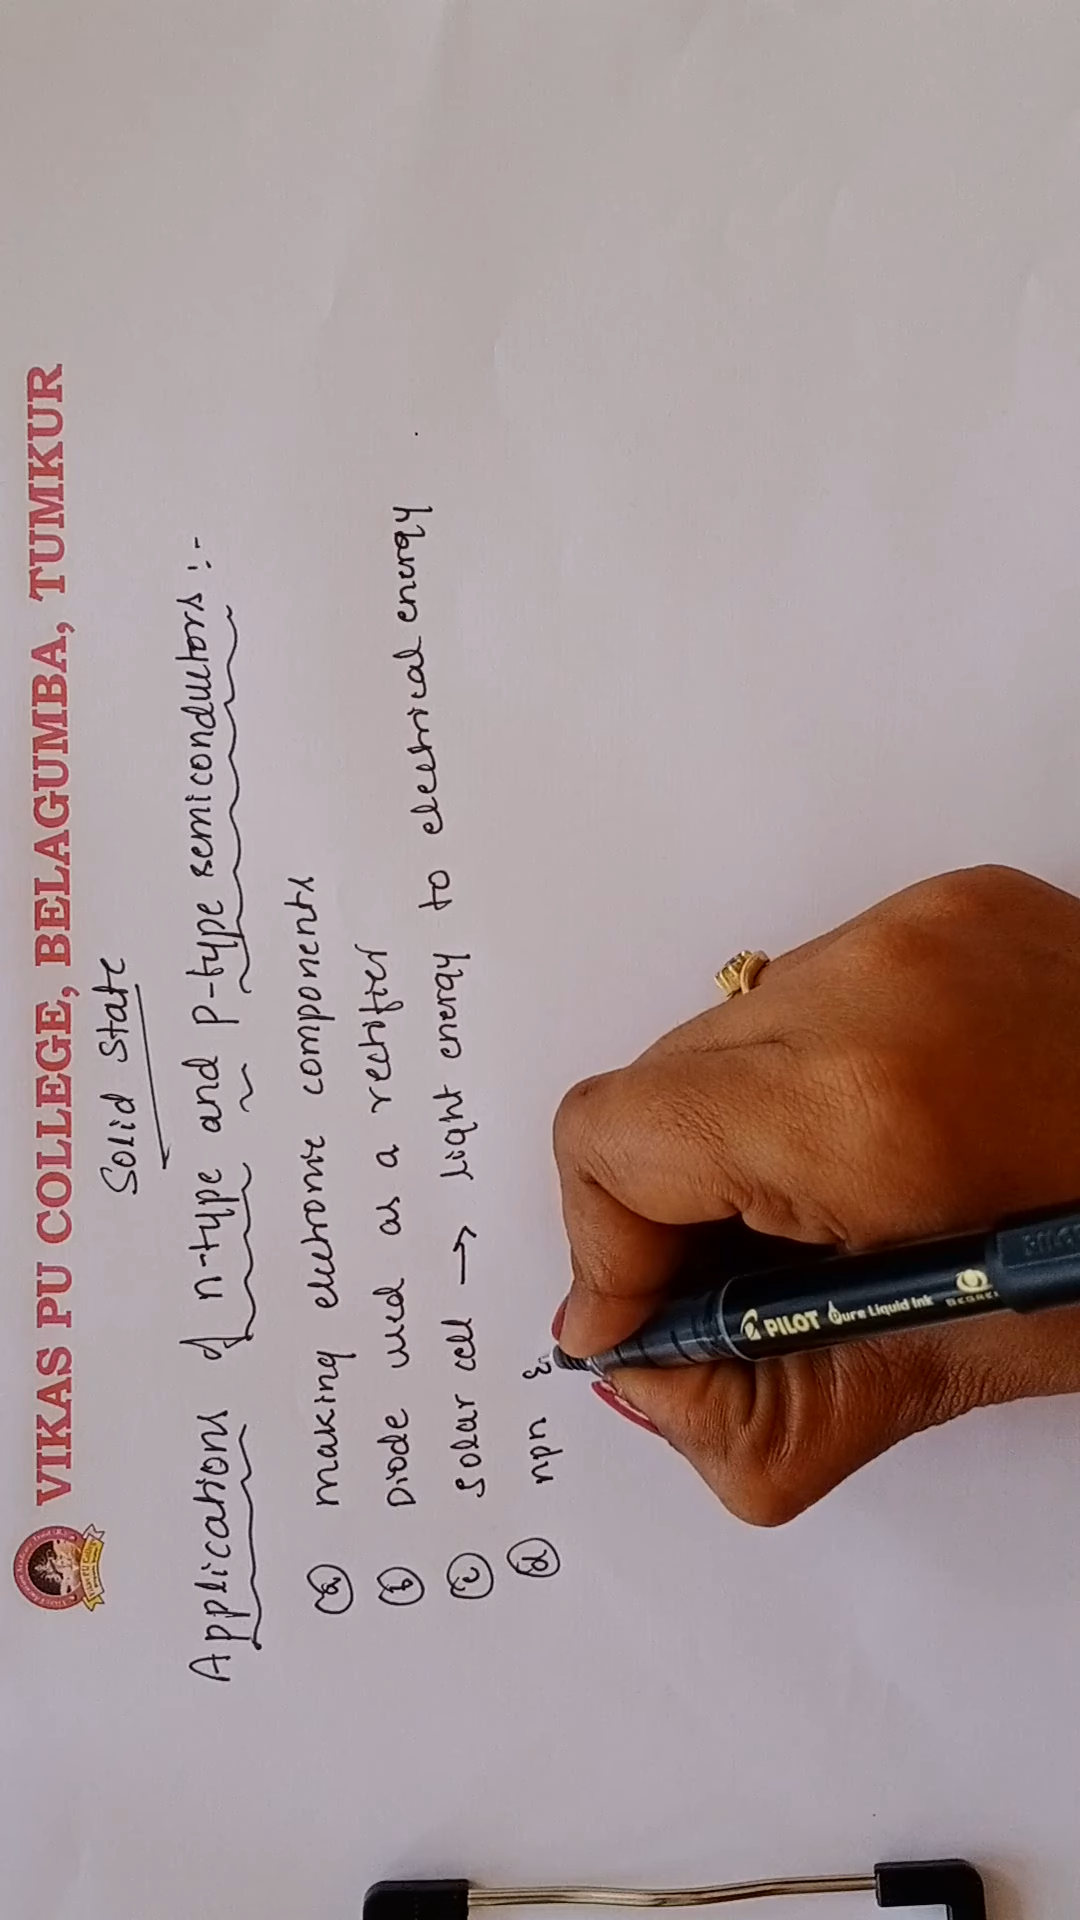 VIKAS PU COLLEGE, BELAGUMBA, TUMKUR
Solid State
Applications of n-type and p-type semiconductors :-
(a) making electronic components
(b) Diode used as a rectifier
(c) solar cell → light energy to electrical energy
(d) npn &
PILOT Pure Liquid Ink